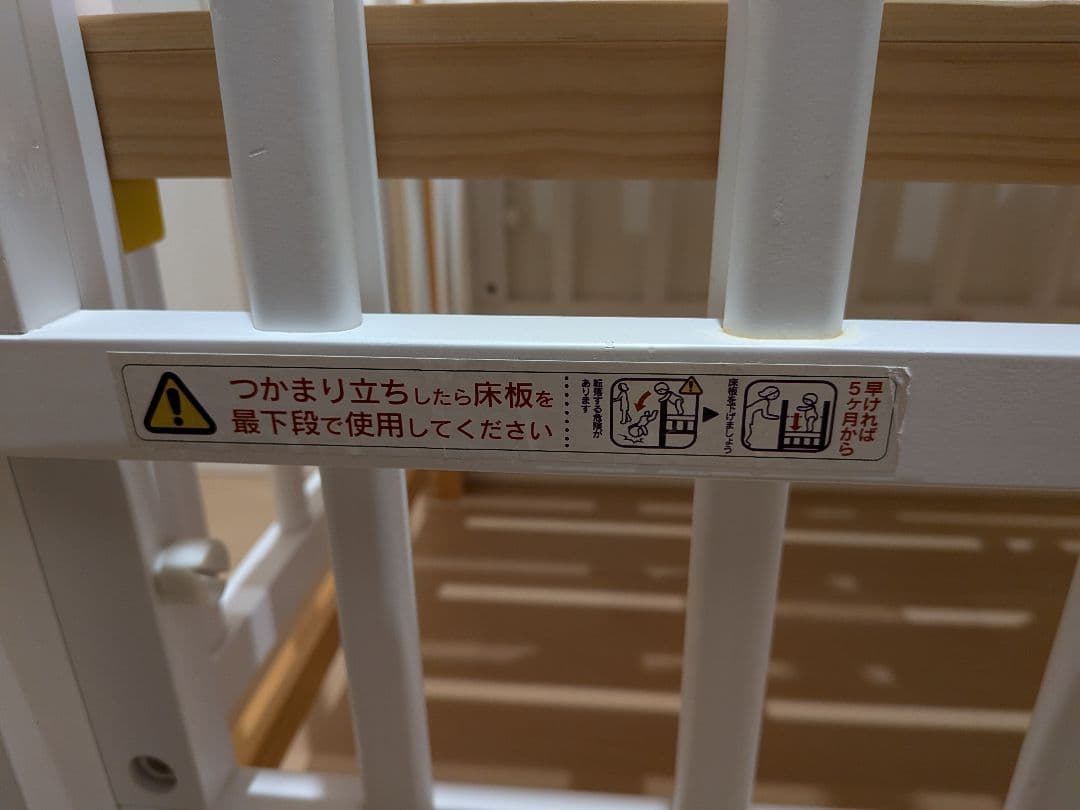 つかまり立ちしたら床板を
最下段で使用してください
転落する危険が
あります
床板を下げましょう
早ければ
5ヶ月から